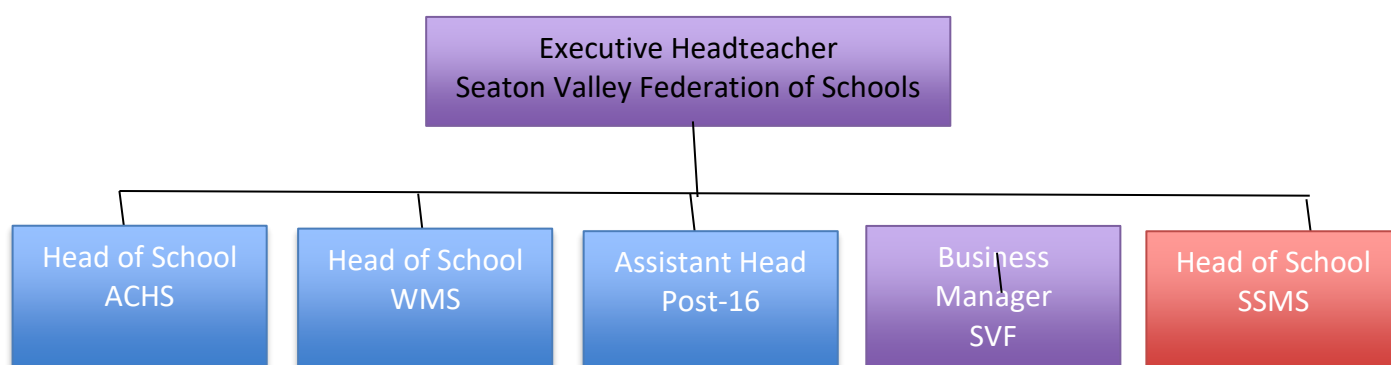 Executive Headteacher
Seaton Valley Federation of Schools
Head of School
ACHS
Head of School
WMS
Assistant Head
Post-16
Business
Manager
SVF
Head of School
SSMS